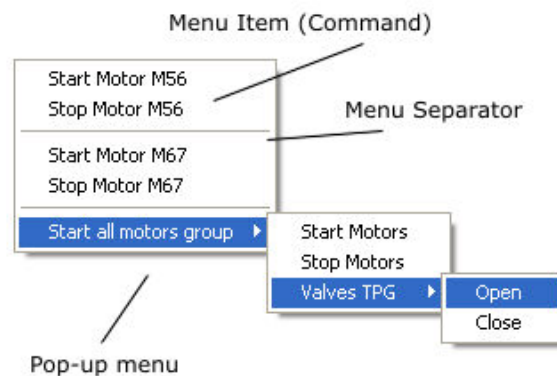 Menu Item (Command)
Start Motor M56
Stop Motor M56
Menu Separator
Start Motor M67
Stop Motor M67
Start all motors group
Start Motors
Stop Motors
Valves TPG
Open
Close
Pop-up menu